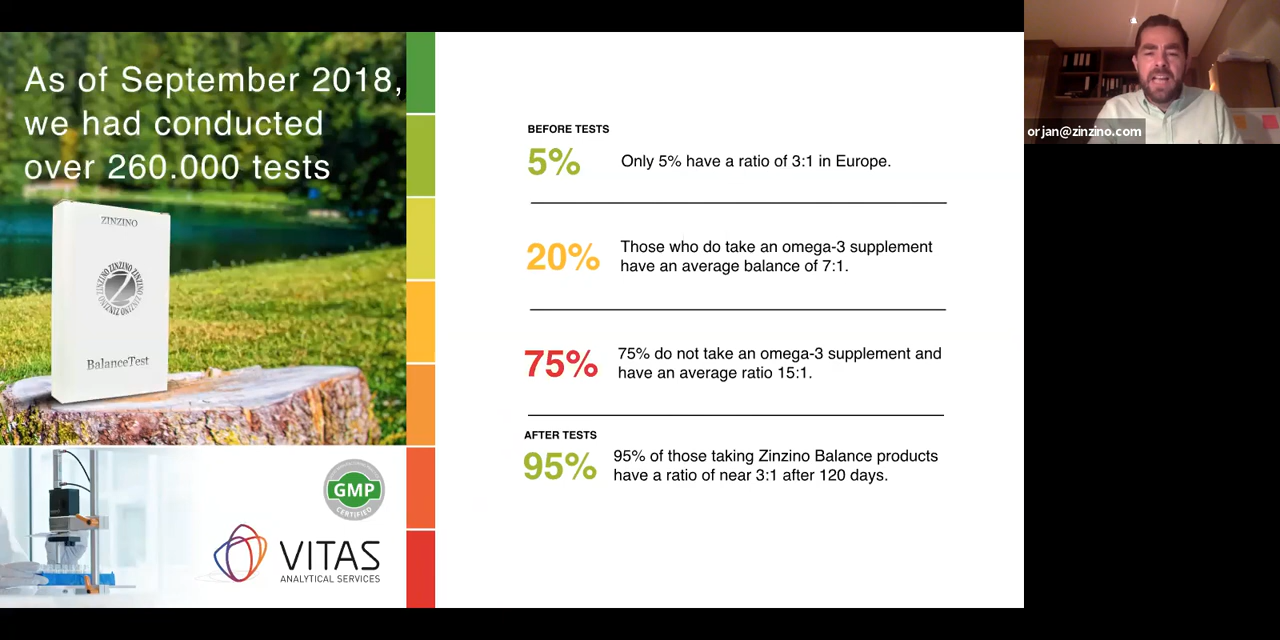 As of September 2018,
we had conducted
over 260.000 tests
ZINZINO
ZINZINO ZINZINO ZINZINO ZINZINO
Z
BalanceTest
GMP
CERTIFIED
VITAS
ANALYTICAL SERVICES
BEFORE TESTS
5%
Only 5% have a ratio of 3:1 in Europe.
20%
Those who do take an omega-3 supplement
have an average balance of 7:1.
75%
75% do not take an omega-3 supplement and
have an average ratio 15:1.
AFTER TESTS
95%
95% of those taking Zinzino Balance products
have a ratio of near 3:1 after 120 days.
orjan@zinzino.com